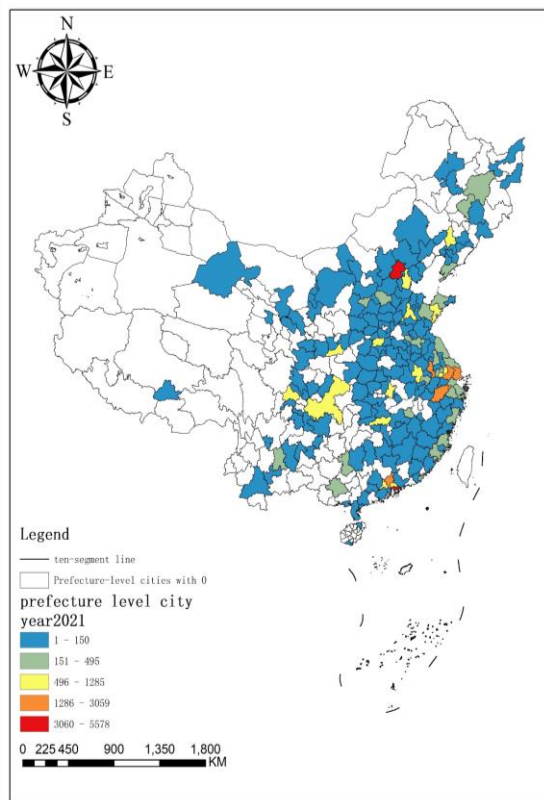 N
W E
S
Legend
ten-segment line
Prefecture-level cities with 0
prefecture level city
year2021
1 - 150
151 - 495
496 - 1285
1286 - 3059
3060 - 5578
0 225 450 900 1,350 1,800
KM